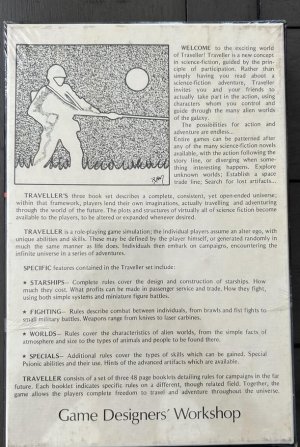 WELCOME to the exciting world
of Traveller! Traveller is a new concept
in science-fiction, guided by the prin-
ciple of participation. Rather than
simply having you read about a
science-fiction adventure, Traveller
invites you and your friends to
actually take part in the action, using
characters whom you control and
guide through the many alien worlds
of the galaxy.
The possibilities for action and
adventure are endless...
Entire games can be patterned after
any of the many science-fiction novels
available, with the action following the
story line, or diverging when some-
thing interesting happens. Explore
unknown worlds; Establish a space
trade line; Search for lost artifacts...
TRAVELLER'S three book set describes a complete, consistent, yet open-ended universe;
within that framework, players lend their own imaginations, actually travelling and adventuring
through the world of the future. The plots and structures of virtually all of science fiction become
available to the players, to be altered or expanded wherever desired.
TRAVELLER is a role-playing game simulation; the individual players assume an alter ego, with
unique abilities and skills. These may be defined by the player himself, or generated randomly in
much the same manner as life does. Individuals then embark on campaigns, encountering the
infinite universe in a series of adventures.
SPECIFIC features contained in the Traveller set include:
★ STARSHIPS— Complete rules cover the design and construction of starships. How
much they cost. What profits can be made in passenger service and trade. How they fight,
using both simple systems and miniature figure battles.
★ FIGHTING— Rules describe combat between individuals, from brawls and fist fights to
small military battles. Weapons range from knives to laser carbines.
★ WORLDS— Rules cover the characteristics of alien worlds, from the simple facts of
atmosphere and size to the types of animals and people to be found there.
★ SPECIALS— Additional rules cover the types of skills which can be gained. Special
Psionic abilities and their use. Hints of the advanced artifacts which are available.
TRAVELLER consists of a set of three 48 page booklets detailing rules for campaigns in the far
future. Each booklet indicates specific rules on a different, though related field. Together, the
game allows the players complete freedom to travel and adventure throughout the universe.
Game Designers' Workshop